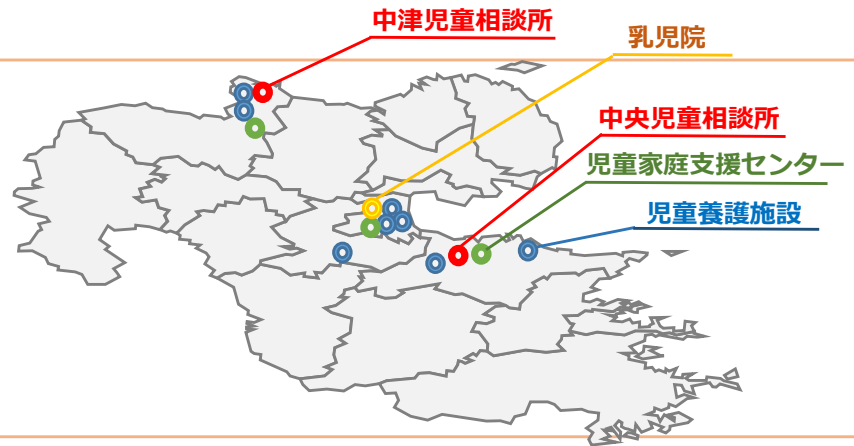 中津児童相談所
乳児院
中央児童相談所
児童家庭支援センター
児童養護施設